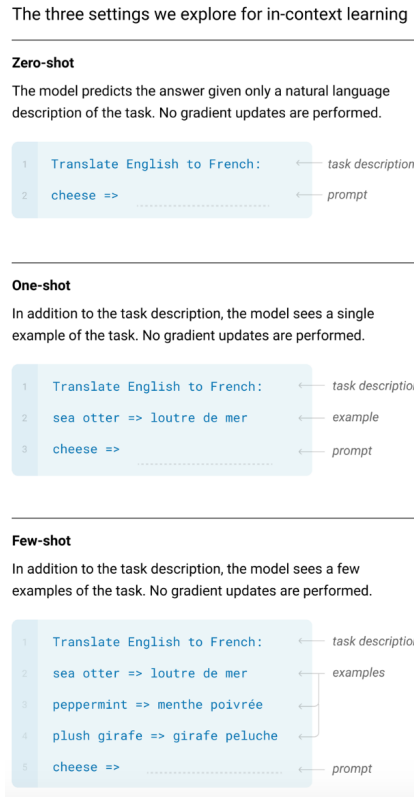 The three settings we explore for in-context learning
Zero-shot
The model predicts the answer given only a natural language
description of the task. No gradient updates are performed.
1 Translate English to French: task description
2 cheese => prompt
One-shot
In addition to the task description, the model sees a single
example of the task. No gradient updates are performed.
1 Translate English to French: task descriptio
2 sea otter => loutre de mer example
3 cheese => prompt
Few-shot
In addition to the task description, the model sees a few
examples of the task. No gradient updates are performed.
1 Translate English to French: task descriptio
2 sea otter => loutre de mer examples
3 peppermint => menthe poivrée
4 plush girafe => girafe peluche
5 cheese => prompt